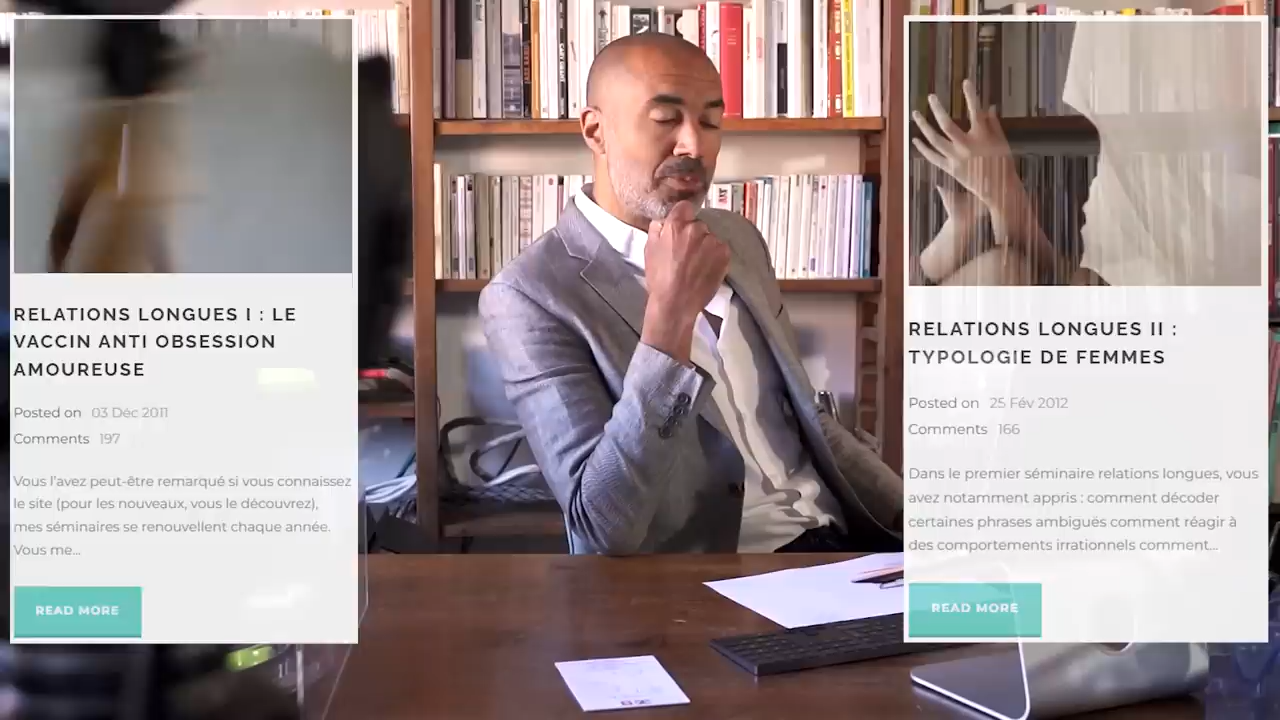 RELATIONS LONGUES I : LE
VACCIN ANTI OBSESSION
AMOUREUSE
Posted on 03 Déc 2011
Comments 197
Vous l'avez peut-être remarqué si vous connaissez
le site (pour les nouveaux, vous le découvrez),
mes séminaires se renouvellent chaque année.
Vous me...
READ MORE
RELATIONS LONGUES II :
TYPOLOGIE DE FEMMES
Posted on 25 Fév 2012
Comments 166
Dans le premier séminaire relations longues, vous
avez notamment appris : comment décoder
certaines phrases ambiguës comment réagir à
des comportements irrationnels comment...
READ MORE